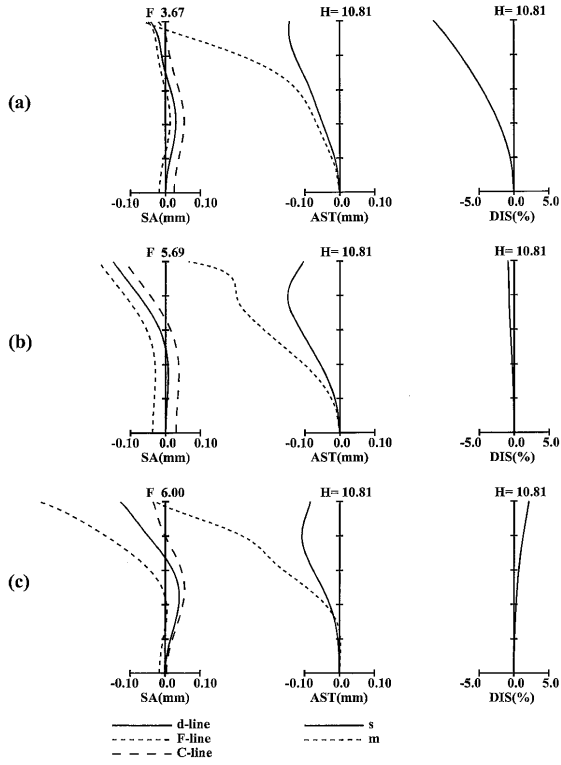 F 3.67 H= 10.81 H= 10.81
(a)
-0.10 0.0 0.10 -0.10 0.0 0.10 -5.0 0.0 5.0
SA(mm) AST(mm) DIS(%)
F 5.69 H= 10.81 H= 10.81
(b)
-0.10 0.0 0.10 -0.10 0.0 0.10 -5.0 0.0 5.0
SA(mm) AST(mm) DIS(%)
F 6.00 H= 10.81 H= 10.81
(c)
-0.10 0.0 0.10 -0.10 0.0 0.10 -5.0 0.0 5.0
SA(mm) AST(mm) DIS(%)
d-line s
F-line m
C-line